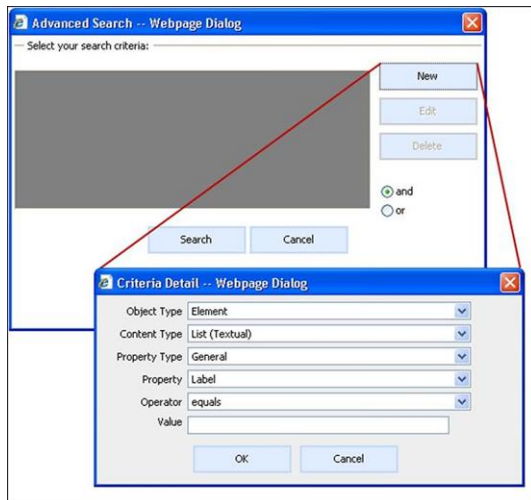 Advanced Search -- Webpage Dialog
Select your search criteria:
New
Edit
Delete
and
or
Search Cancel
Criteria Detail -- Webpage Dialog
Object Type Element
Content Type List (Textual)
Property Type General
Property Label
Operator equals
Value
OK Cancel